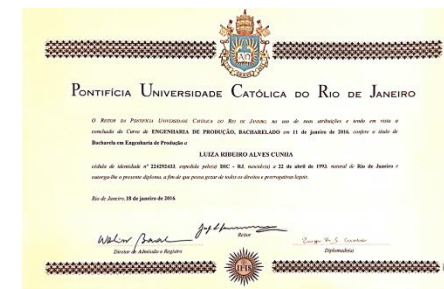 PONTIFÍCIA UNIVERSIDADE CATÓLICA DO RIO DE JANEIRO
O REITOR DA PONTIFÍCIA UNIVERSIDADE CATÓLICA DO RIO DE JANEIRO, no uso de suas atribuições e tendo em vista a
conclusão do Curso de ENGENHARIA DE PRODUÇÃO, BACHARELADO em 11 de janeiro de 2016, confere o título de
Bacharela em Engenharia de Produção a
LUIZA RIBEIRO ALVES CUNHA
cédula de identidade nº 224292433, expedida pelo(a) DIC - RJ, nascido(a) a 22 de abril de 1993, natural de Rio de Janeiro e
outorga-lhe o presente diploma, a fim de que possa gozar de todos os direitos e prerrogativas legais.
Rio de Janeiro, 18 de janeiro de 2016
Reitor
Diretor de Admissão e Registro
Diplomado(a)